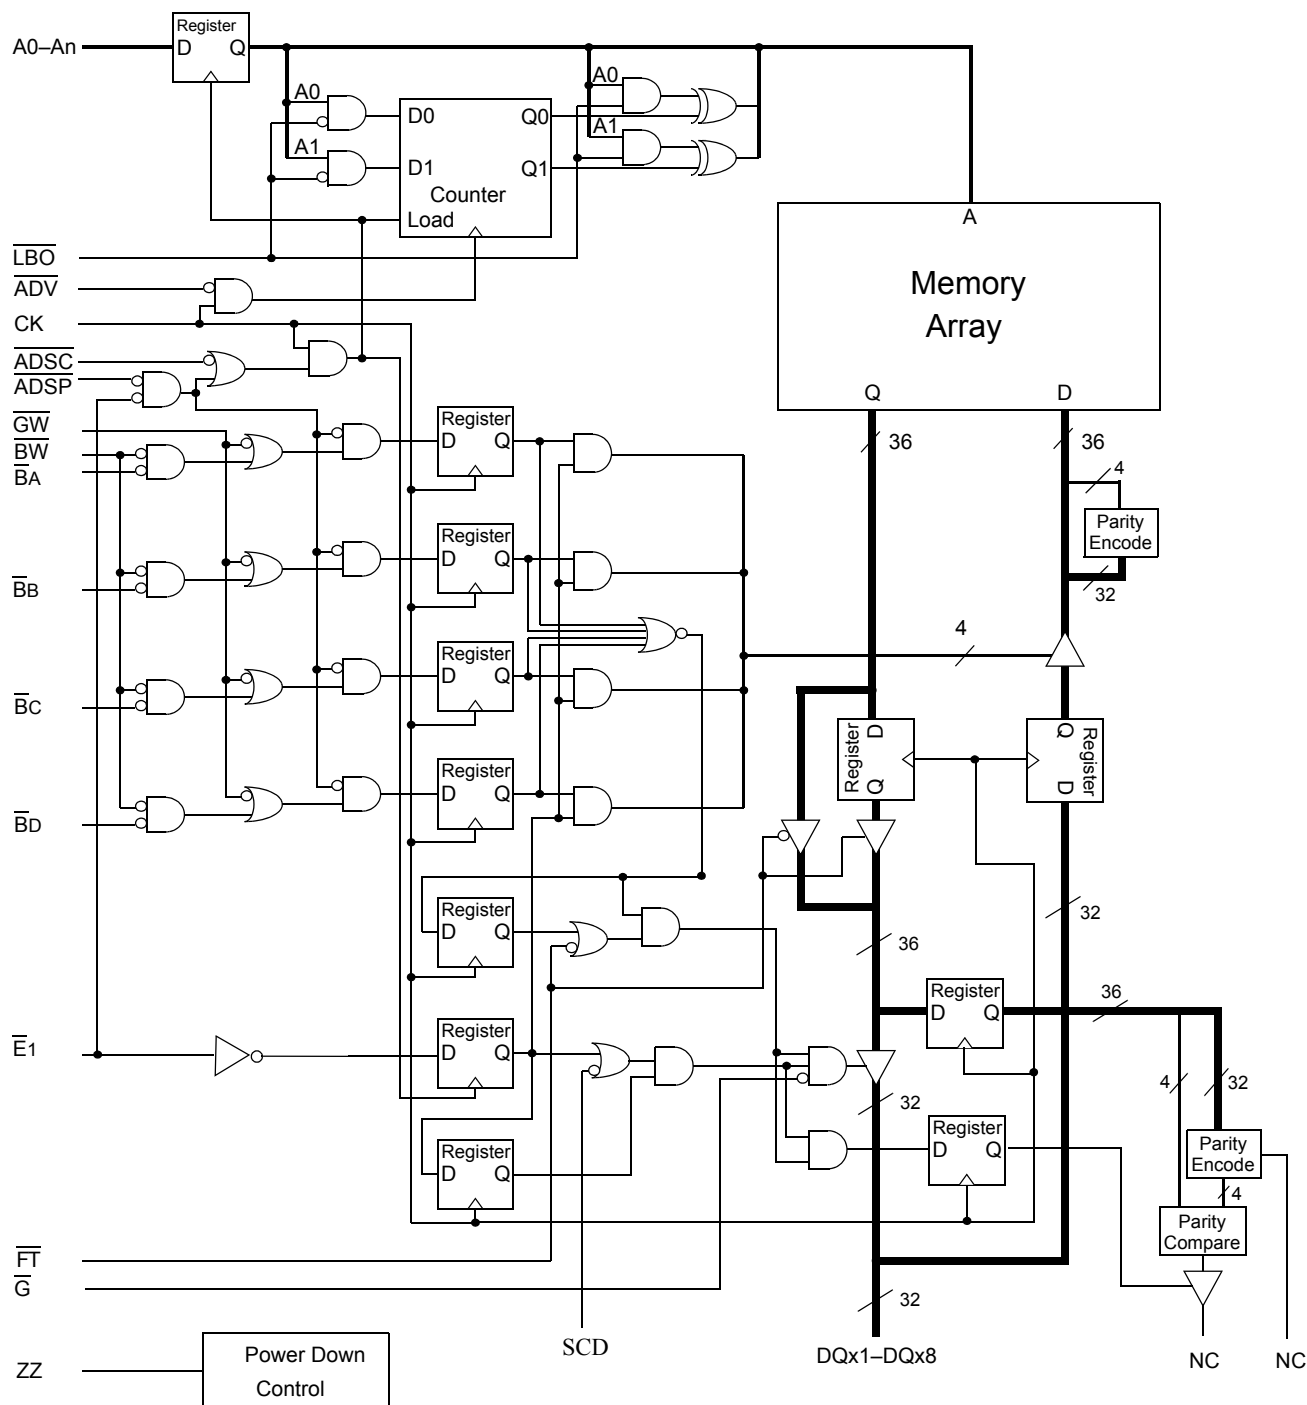 Register
A0–An
D Q
A0
A0
D0 Q0
A1
A1
D1 Q1
Counter
Load
A
LBO
ADV
CK
Memory
Array
ADSC
ADSP
Q D
GW
BW
BA
Register
D Q
36
36
4
Parity
Encode
32
Register
D Q
BB
4
Register
D Q
BC
Register
D
Q
Q
Register
D
Register
D Q
BD
32
Register
D Q
36
Register
D Q
36
E1
Register
D Q
4
32
32
Register
D Q
Parity
Encode
Register
D Q
4
Parity
Compare
FT
G
32
SCD
DQx1–DQx8
NC
NC
ZZ
Power Down
Control